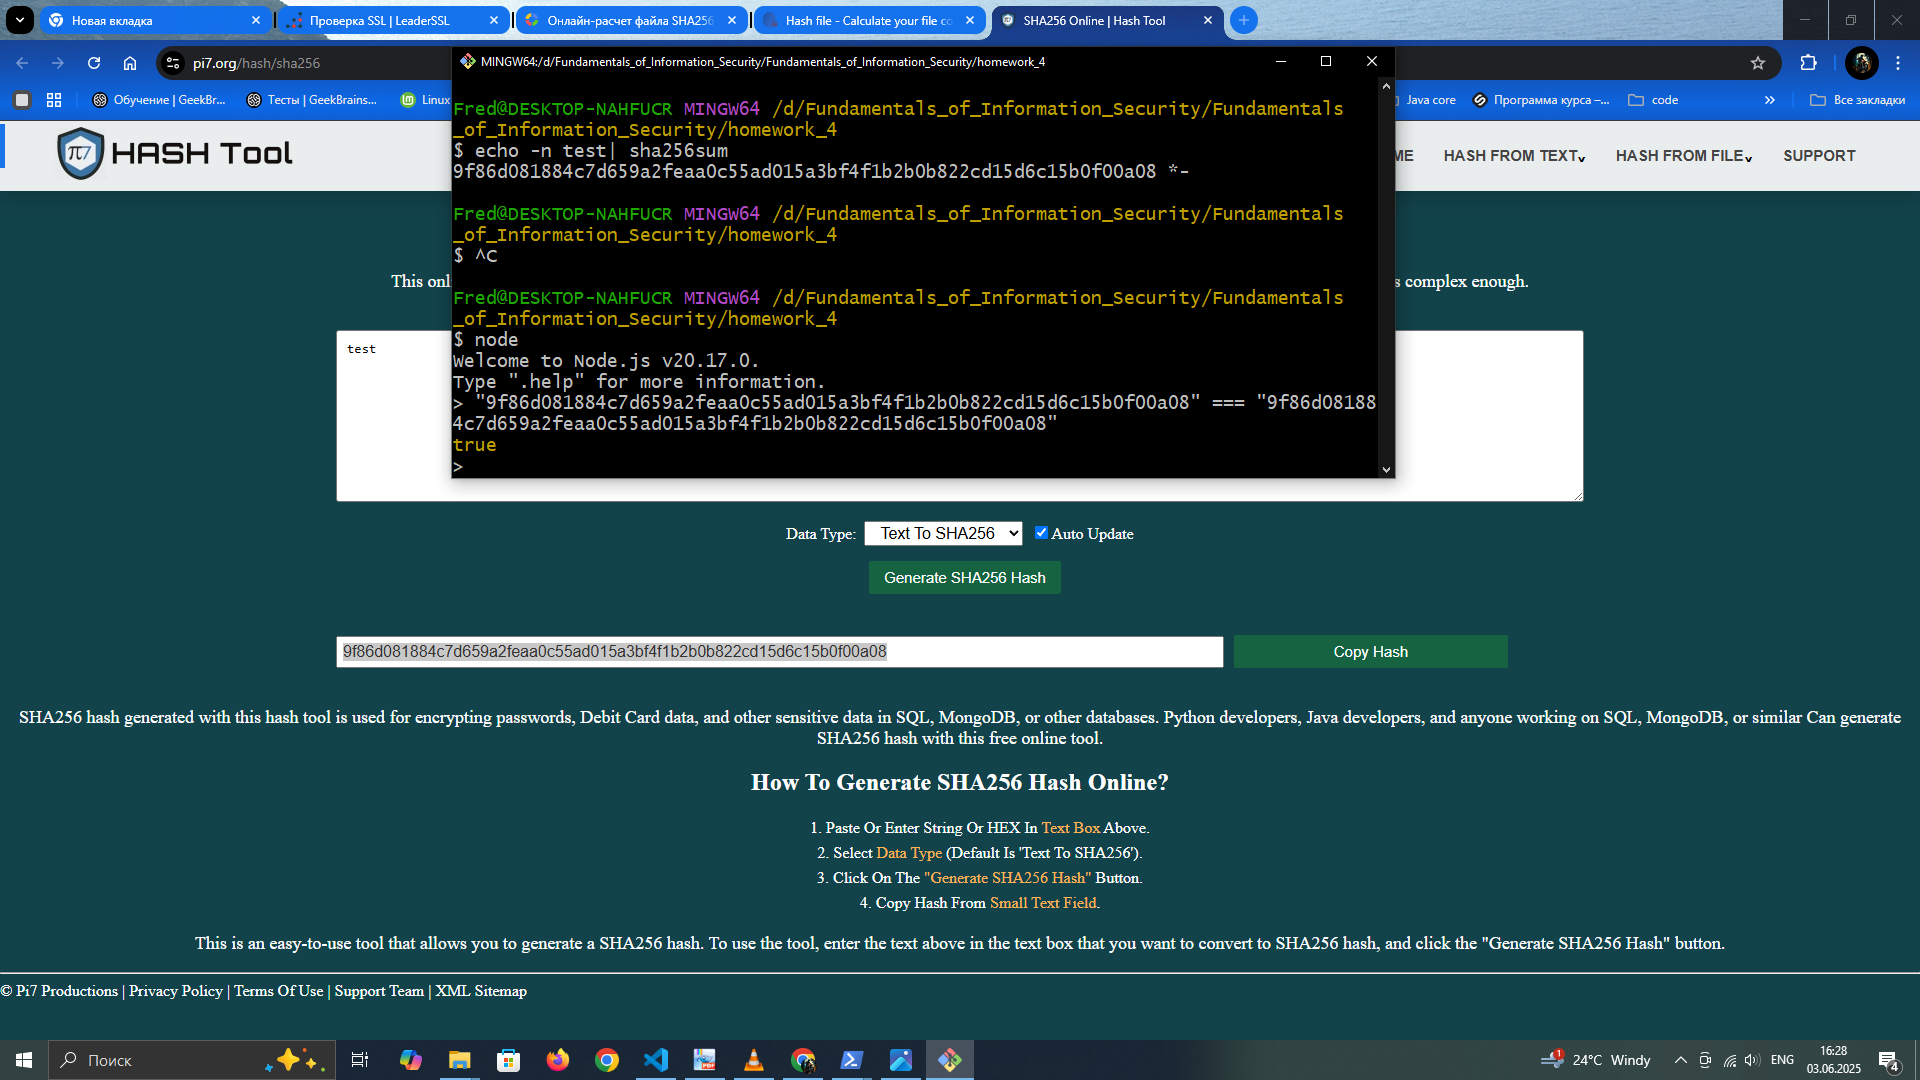 Новая вкладка
Проверка SSL | LeaderSSL
Онлайн-расчет файла SHA256
Hash file - Calculate your file co
SHA256 Online | Hash Tool
pi7.org/hash/sha256
Обучение | GeekBr...
Тесты | GeekBrains...
Linux
Java core
Программа курса –...
code
Все закладки
MINGW64:/d/Fundamentals_of_Information_Security/Fundamentals_of_Information_Security/homework_4
π7 HASH Tool
ME
HASH FROM TEXT
HASH FROM FILE
SUPPORT
Fred@DESKTOP-NAHFUCR MINGW64 /d/Fundamentals_of_Information_Security/Fundamentals
_of_Information_Security/homework_4
$ echo -n test| sha256sum
9f86d081884c7d659a2feaa0c55ad015a3bf4f1b2b0b822cd15d6c15b0f00a08 *-
Fred@DESKTOP-NAHFUCR MINGW64 /d/Fundamentals_of_Information_Security/Fundamentals
_of_Information_Security/homework_4
$ ^C
Fred@DESKTOP-NAHFUCR MINGW64 /d/Fundamentals_of_Information_Security/Fundamentals
_of_Information_Security/homework_4
$ node
Welcome to Node.js v20.17.0.
Type ".help" for more information.
> "9f86d081884c7d659a2feaa0c55ad015a3bf4f1b2b0b822cd15d6c15b0f00a08" === "9f86d08188
4c7d659a2feaa0c55ad015a3bf4f1b2b0b822cd15d6c15b0f00a08"
true
>
This onl
s complex enough.
test
Data Type: Text To SHA256 Auto Update
Generate SHA256 Hash
9f86d081884c7d659a2feaa0c55ad015a3bf4f1b2b0b822cd15d6c15b0f00a08
Copy Hash
SHA256 hash generated with this hash tool is used for encrypting passwords, Debit Card data, and other sensitive data in SQL, MongoDB, or other databases. Python developers, Java developers, and anyone working on SQL, MongoDB, or similar Can generate
SHA256 hash with this free online tool.
How To Generate SHA256 Hash Online?
1. Paste Or Enter String Or HEX In Text Box Above.
2. Select Data Type (Default Is 'Text To SHA256').
3. Click On The "Generate SHA256 Hash" Button.
4. Copy Hash From Small Text Field.
This is an easy-to-use tool that allows you to generate a SHA256 hash. To use the tool, enter the text above in the text box that you want to convert to SHA256 hash, and click the "Generate SHA256 Hash" button.
© Pi7 Productions | Privacy Policy | Terms Of Use | Support Team | XML Sitemap
Поиск
1
24°C Windy
ENG
16:28
03.06.2025
4